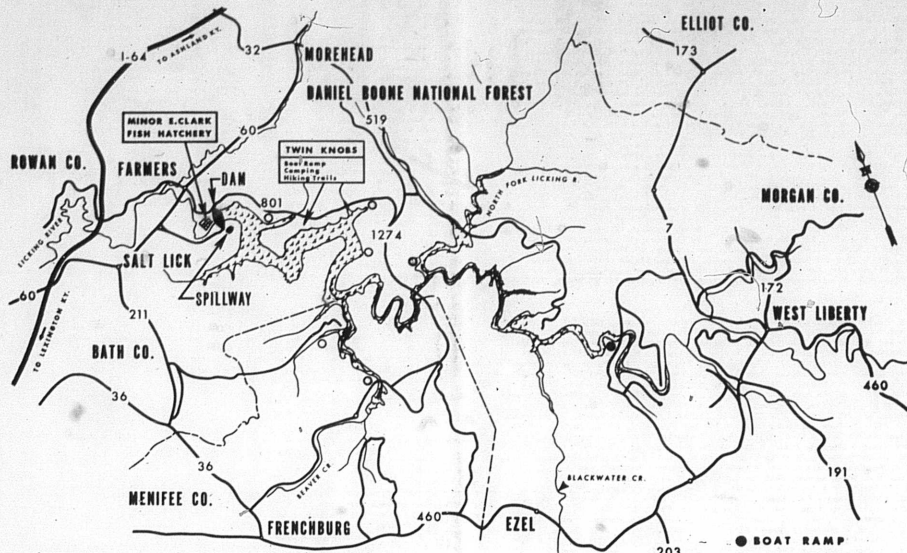 ELLIOT CO.
173
I-64
TO ASHLAND KY.
32
MOREHEAD
DANIEL BOONE NATIONAL FOREST
519
MINOR E.CLARK
FISH HATCHERY
60
TWIN KNOBS
Boat Ramp
Camping
Hiking Trails
ROWAN CO.
FARMERS
DAM
801
NORTH FORK LICKING R.
MORGAN CO.
LICKING RIVER
7
1274
SALT LICK
SPILLWAY
60
172
WEST LIBERTY
211
TO LEXINGTON KY.
BATH CO.
460
36
36
191
BEAVER CR.
BLACKWATER CR.
MENIFEE CO.
FRENCHBURG
460
EZEL
BOAT RAMP
203